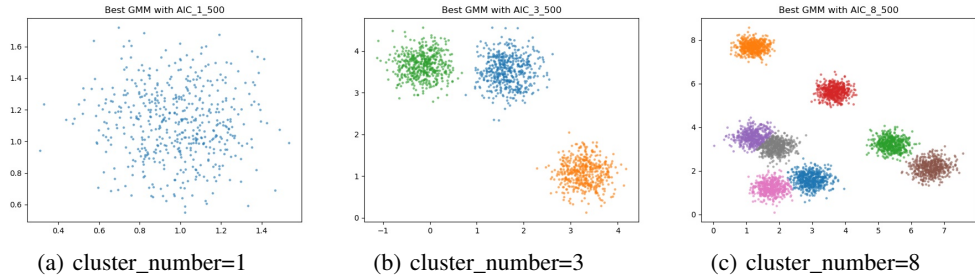 Best GMM with AIC_1_500
1.6
1.4
1.2
1.0
0.8
0.6
0.4 0.6 0.8 1.0 1.2 1.4
(a) cluster_number=1
Best GMM with AIC_3_500
4
3
2
1
0
−1 0 1 2 3 4
(b) cluster_number=3
Best GMM with AIC_8_500
8
6
4
2
0
0 1 2 3 4 5 6 7
(c) cluster_number=8